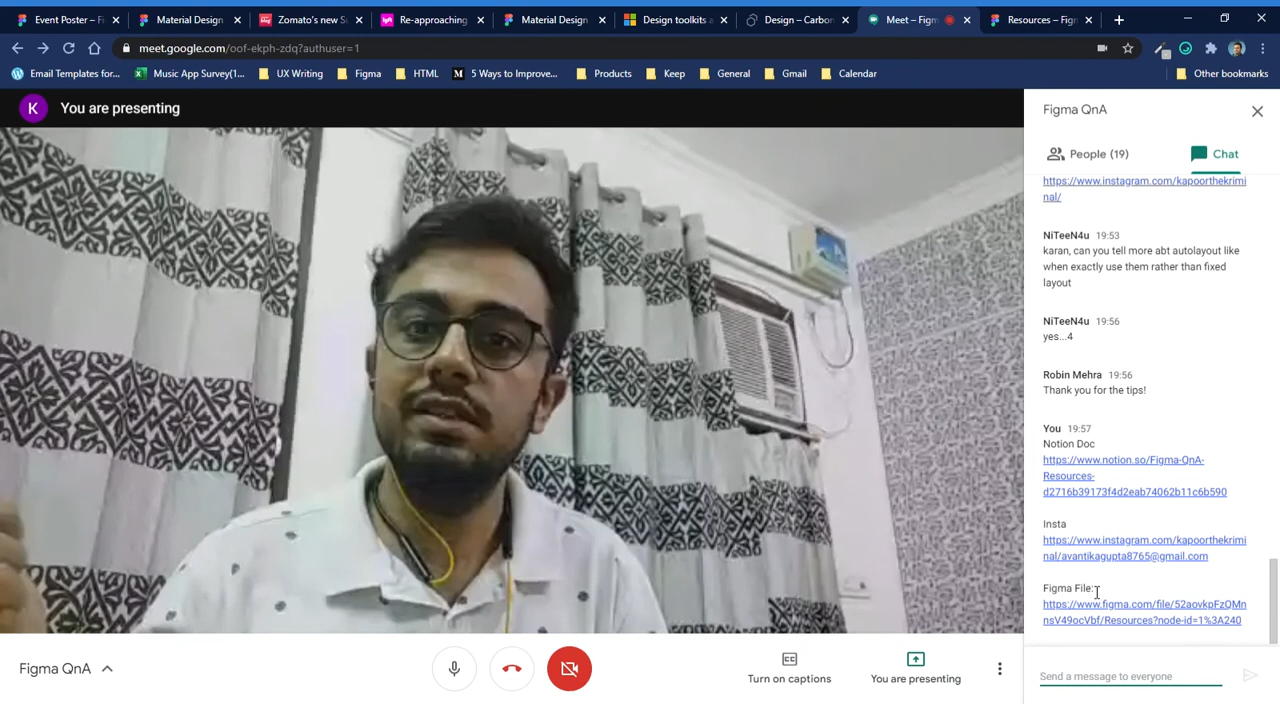 Event Poster – Fi
Material Design
Zomato's new Su
Re-approaching
Material Design
Design toolkits a
Design – Carbon
Meet – Figm
Resources – Figm
meet.google.com/oof-ekph-zdq?authuser=1
Email Templates for...
Music App Survey(1...
UX Writing
Figma
HTML
M
5 Ways to Improve...
Products
Keep
General
Gmail
Calendar
Other bookmarks
K
You are presenting
Figma QnA
People (19)
Chat
https://www.instagram.com/kapoorthekrimi
nal/
NiTeeN4u 19:53
karan, can you tell more abt autolayout like
when exactly use them rather than fixed
layout
NiTeeN4u 19:56
yes...4
Robin Mehra 19:56
Thank you for the tips!
You 19:57
Notion Doc
https://www.notion.so/Figma-QnA-
Resources-
d2716b39173f4d2eab74062b11c6b590
Insta
https://www.instagram.com/kapoorthekrimi
nal/avantikagupta8765@gmail.com
Figma File:
https://www.figma.com/file/52aovkpFzQMn
nsV49ocVbf/Resources?node-id=1%3A240
Figma QnA
Turn on captions
You are presenting
Send a message to everyone